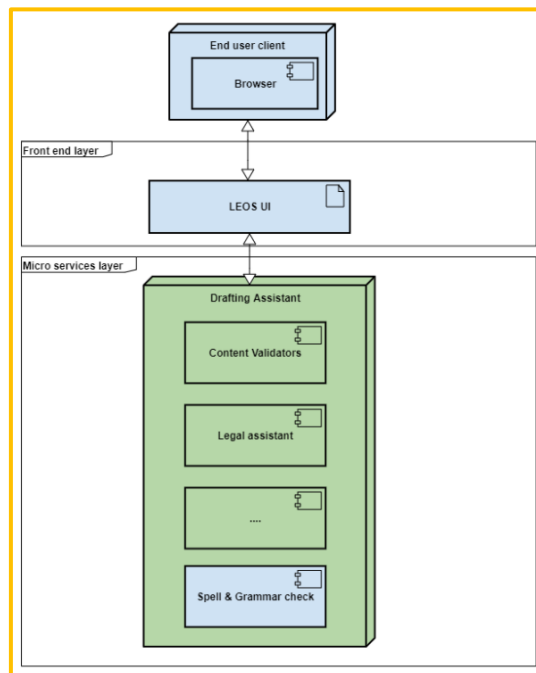 End user client
Browser
Front end layer
LEOS UI
Micro services layer
Drafting Assistant
Content Validators
Legal assistant
....
Spell & Grammar check